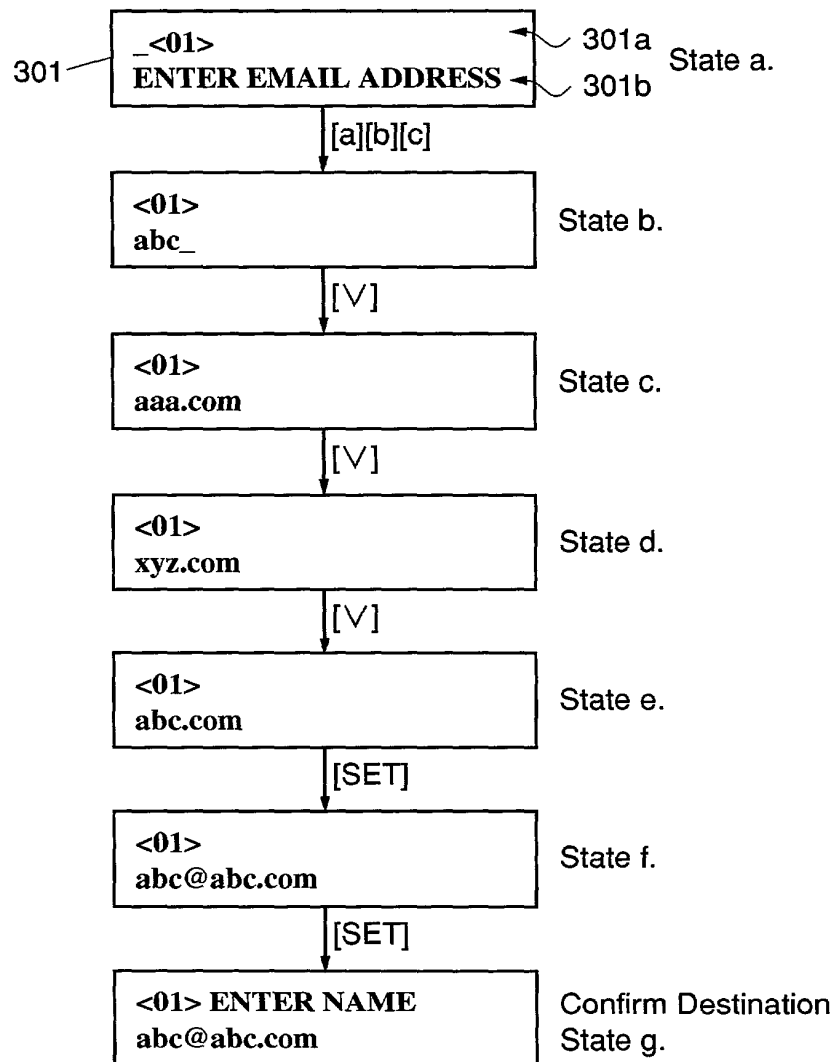 _<01>
ENTER EMAIL ADDRESS
301
301a
301b
State a.
[a][b][c]
<01>
abc_
State b.
[∨]
<01>
aaa.com
State c.
[∨]
<01>
xyz.com
State d.
[∨]
<01>
abc.com
State e.
[SET]
<01>
abc@abc.com
State f.
[SET]
<01> ENTER NAME
abc@abc.com
Confirm Destination
State g.